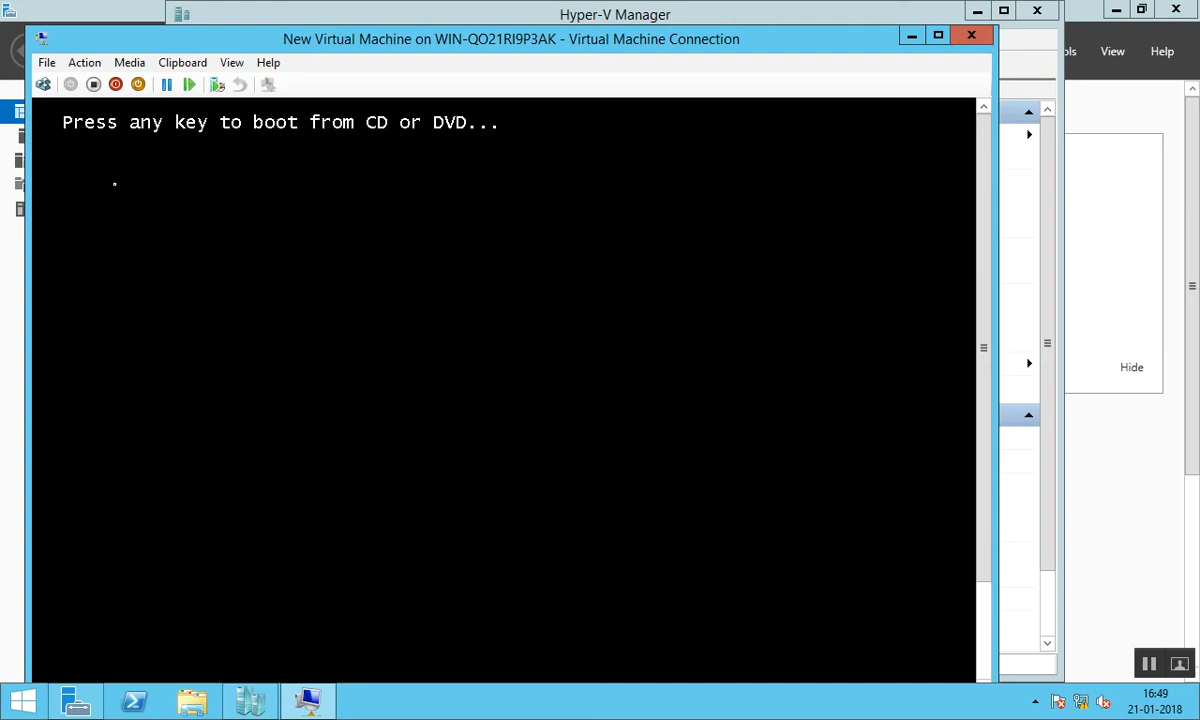 Hyper-V Manager
New Virtual Machine on WIN-QO21RI9P3AK - Virtual Machine Connection
File Action Media Clipboard View Help
ols View Help
Press any key to boot from CD or DVD...
.
Hide
16:49
21-01-2018